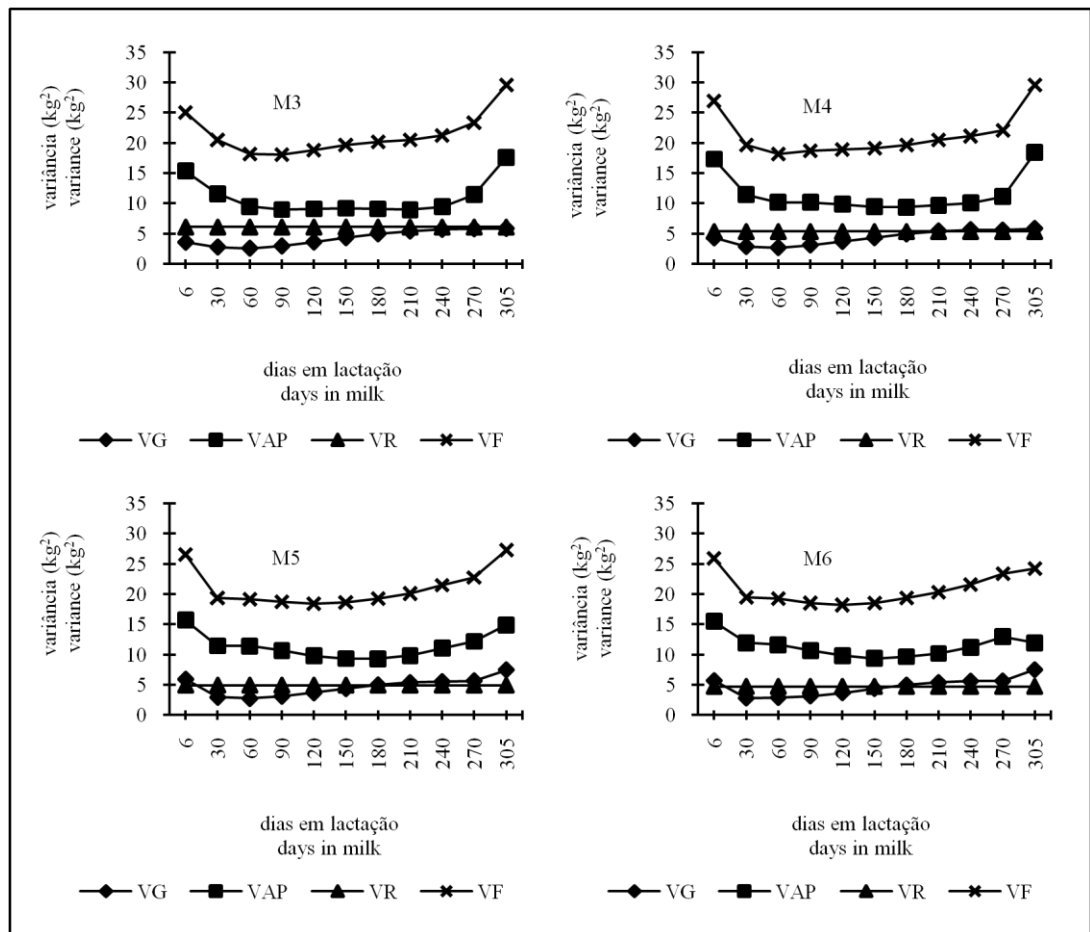 35
30
25
20
15
10
5
0
variância (kg²)
variance (kg²)
M3
6 30 60 90 120 150 180 210 240 270 305
dias em lactação
days in milk
VG VAP VR VF
35
30
25
20
15
10
5
0
variância (kg²)
variance (kg²)
M4
6 30 60 90 120 150 180 210 240 270 305
dias em lactação
days in milk
VG VAP VR VF
35
30
25
20
15
10
5
0
variância (kg²)
variance (kg²)
M5
6 30 60 90 120 150 180 210 240 270 305
dias em lactação
days in milk
VG VAP VR VF
35
30
25
20
15
10
5
0
variância (kg²)
variance (kg²)
M6
6 30 60 90 120 150 180 210 240 270 305
dias em lactação
days in milk
VG VAP VR VF